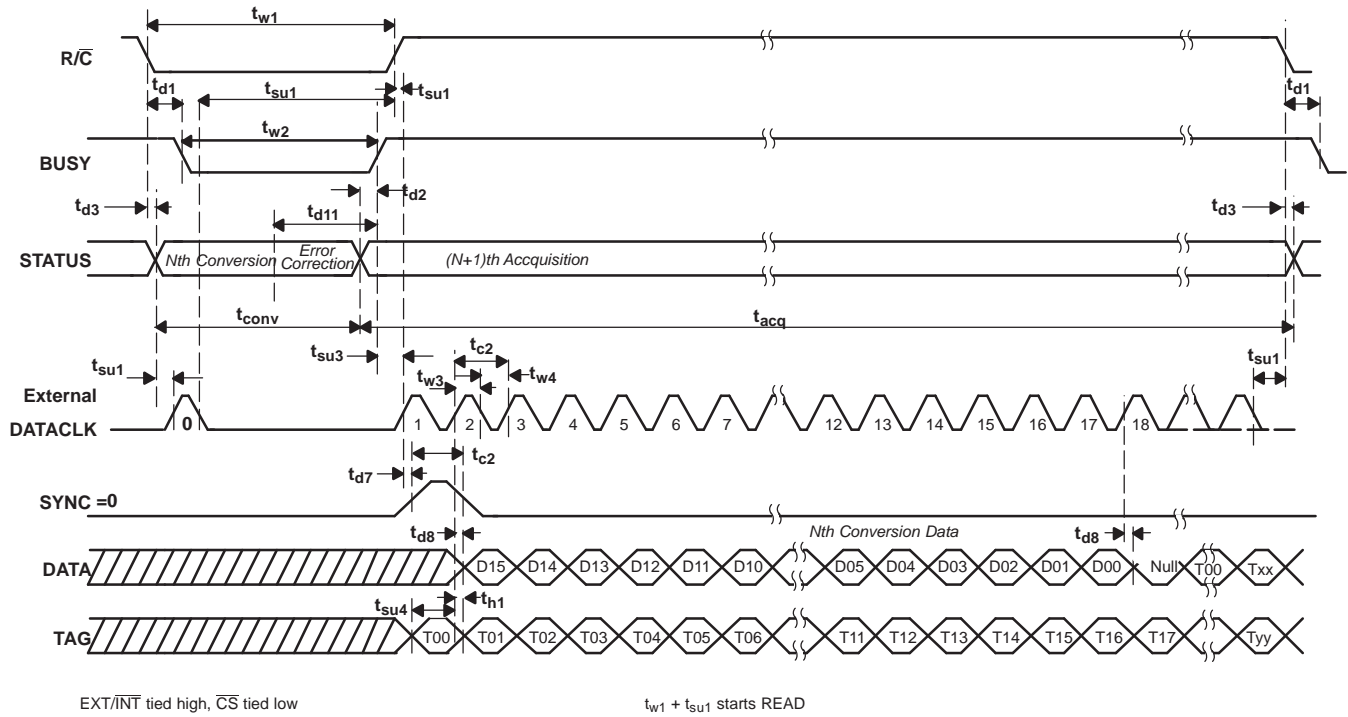 tw1
R/C
td1
tsu1
tsu1
td1
tw2
BUSY
td2
td3
td11
td3
STATUS
Nth Conversion
Error
Correction
(N+1)th Accquisition
tconv
tacq
tsu1
tsu3
tc2
tsu1
tw3
tw4
External
DATACLK
0 1 2 3 4 5 6 7 12 13 14 15 16 17 18
tc2
td7
SYNC =0
td8
Nth Conversion Data
td8
DATA
D15 D14 D13 D12 D11 D10 D05 D04 D03 D02 D01 D00 Null T00 Txx
tsu4
th1
TAG
T00 T01 T02 T03 T04 T05 T06 T11 T12 T13 T14 T15 T16 T17 Tyy
EXT/INT tied high, CS tied low
tw1 + tsu1 starts READ